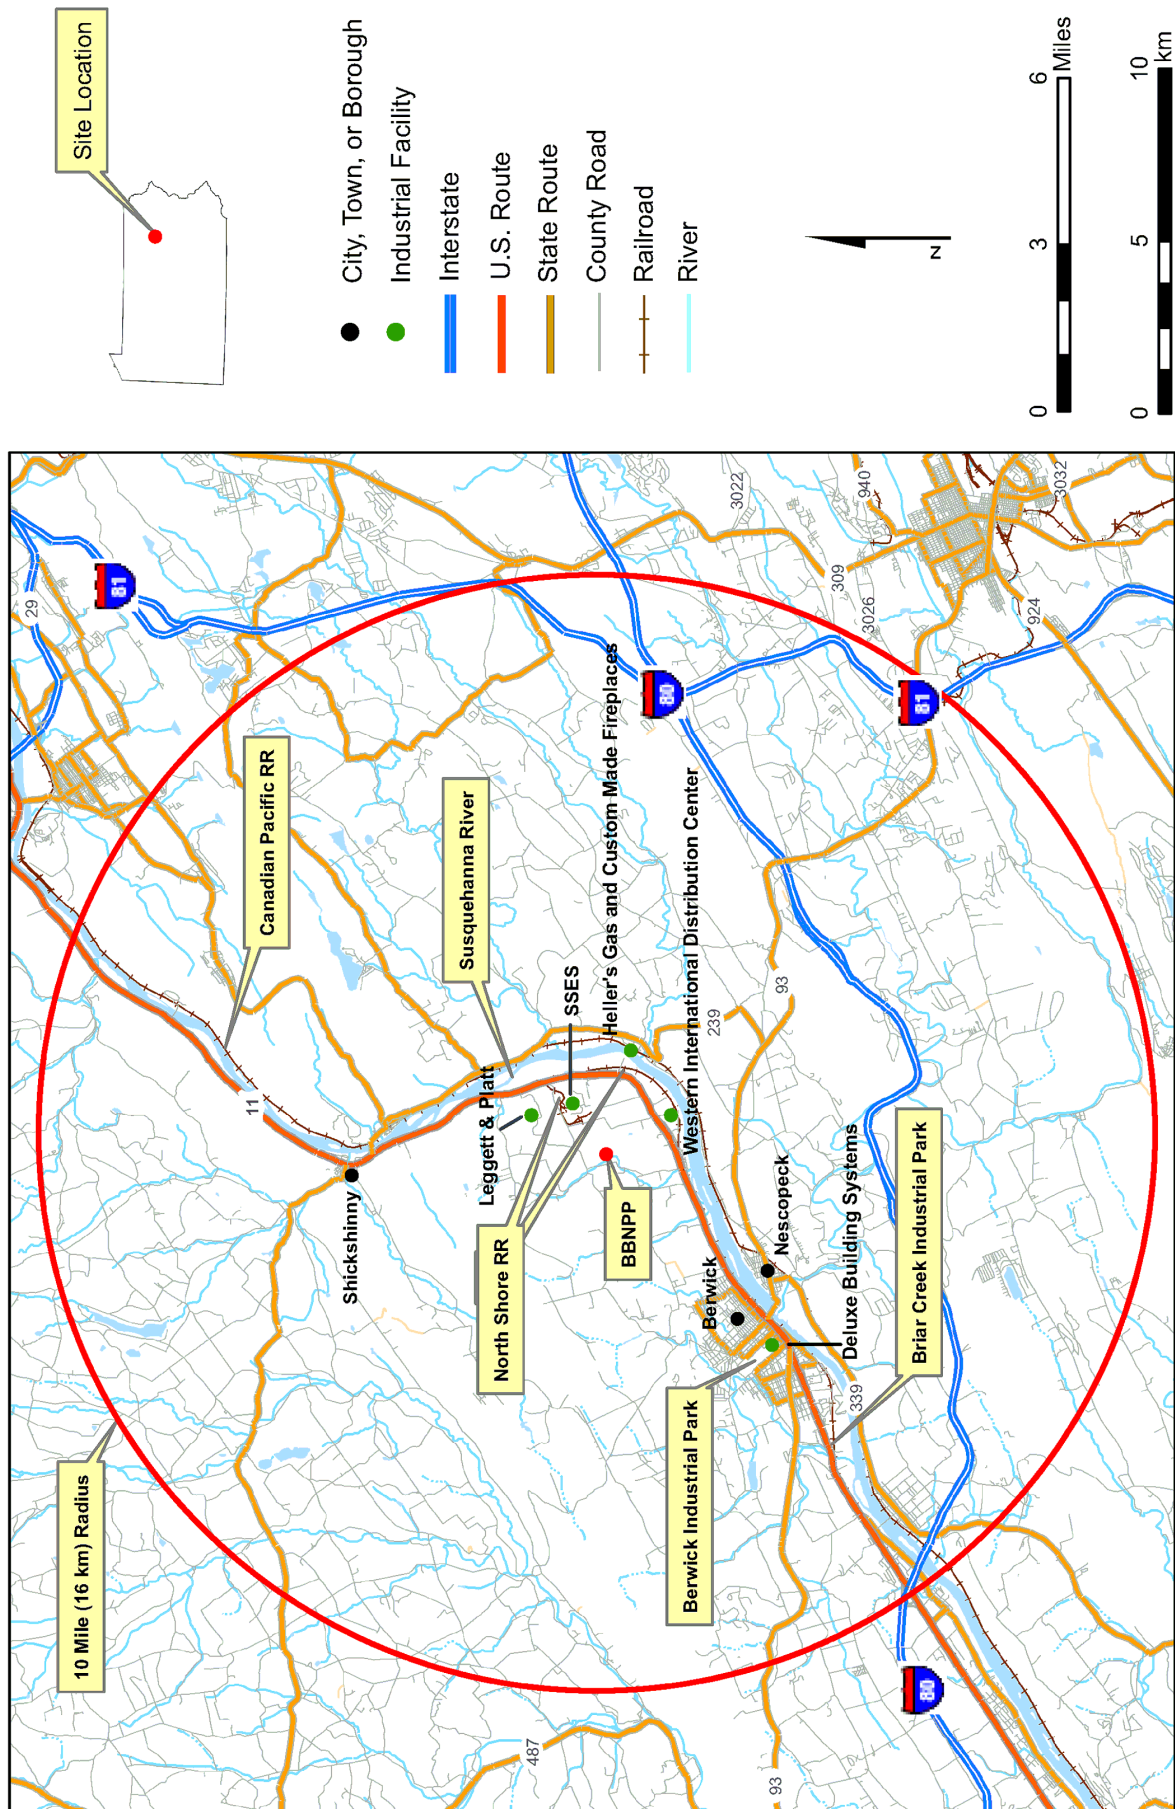 Site Location
City, Town, or Borough
Industrial Facility
Interstate
U.S. Route
State Route
County Road
Railroad
River
N
0
3
6
Miles
0
5
10
km
10 Mile (16 km) Radius
29
81
Canadian Pacific RR
11
Shickshinny
Susquehanna River
487
Leggett & Platt
SSES
North Shore RR
Heller's Gas and Custom Made Fireplaces
BBNPP
80
Western International Distribution Center
239
3022
Berwick
Berwick Industrial Park
Nescopeck
93
93
309
3026
940
Deluxe Building Systems
339
Briar Creek Industrial Park
81
80
924
3032